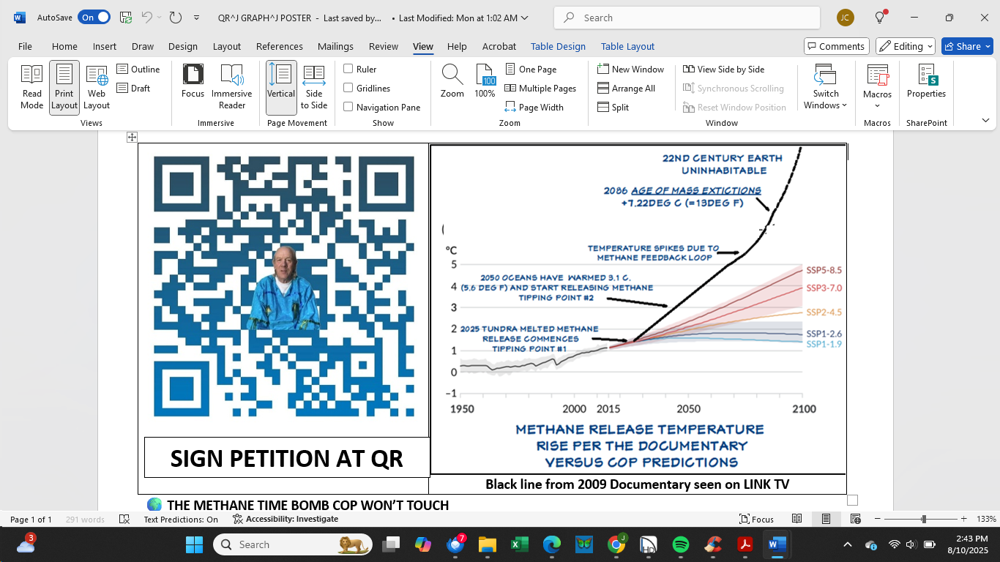 AutoSave
On
QR^J GRAPH^J POSTER - Last saved by...
• Last Modified: Mon at 1:02 AM
Search
JC
File
Home
Insert
Draw
Design
Layout
References
Mailings
Review
View
Help
Acrobat
Table Design
Table Layout
Comments
Editing
Share
Read
Mode
Print
Layout
Web
Layout
Outline
Draft
Views
Focus
Immersive
Reader
Immersive
Vertical
Side
to Side
Page Movement
Ruler
Gridlines
Navigation Pane
Show
Zoom
100
100%
One Page
Multiple Pages
Page Width
Zoom
New Window
Arrange All
Split
View Side by Side
Synchronous Scrolling
Reset Window Position
Switch
Windows
Window
Macros
Macros
Properties
SharePoint
SIGN PETITION AT QR
22ND CENTURY EARTH
UNINHABITABLE
2086 AGE OF MASS EXTICTIONS
+7.22DEG C (=13DEG F)
(
TEMPERATURE SPIKES DUE TO
METHANE FEEDBACK LOOP
°C
5
4
3
2
1
0
−1
2050 OCEANS HAVE WARMED 3.1 C.
(5.6 DEG F) AND START RELEASING METHANE
TIPPING POINT #2
2025 TUNDRA MELTED METHANE
RELEASE COMMENCES
TIPPING POINT #1
SSP5-8.5
SSP3-7.0
SSP2-4.5
SSP1-2.6
SSP1-1.9
1950
2000
2015
2050
2100
METHANE RELEASE TEMPERATURE
RISE PER THE DOCUMENTARY
VERSUS COP PREDICTIONS
Black line from 2009 Documentary seen on LINK TV
THE METHANE TIME BOMB COP WON'T TOUCH
Page 1 of 1
291 words
Text Predictions: On
Accessibility: Investigate
Focus
133%
3
Search
7
J
HD
2:43 PM
8/10/2025